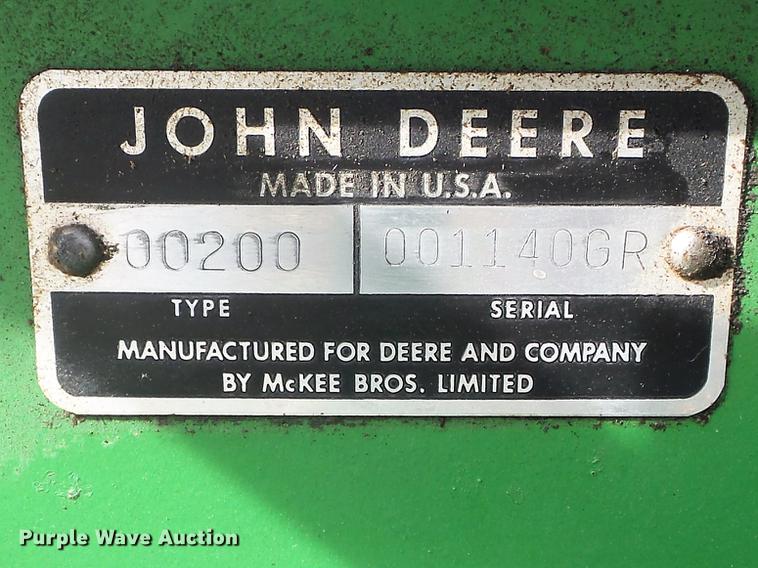 JOHN DEERE
MADE IN U.S.A.
00200 001140GR
TYPE SERIAL
MANUFACTURED FOR DEERE AND COMPANY
BY McKEE BROS. LIMITED
Purple Wave Auction